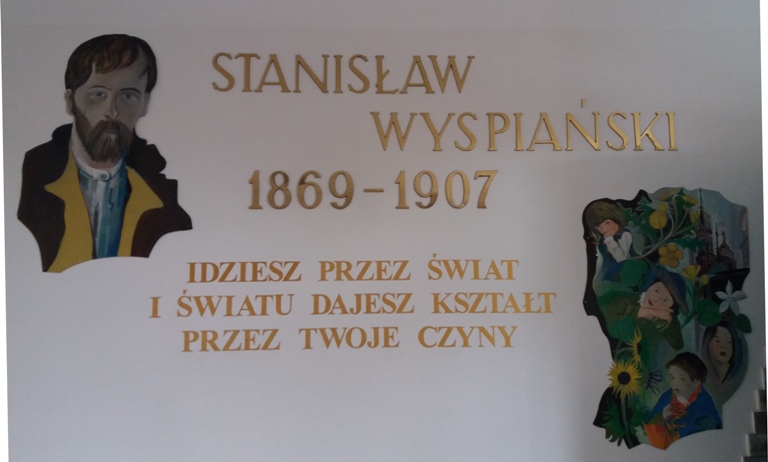 STANISŁAW
WYSPIAŃSKI
1869 – 1907
IDZIESZ PRZEZ ŚWIAT
I ŚWIATU DAJESZ KSZTAŁT
PRZEZ TWOJE CZYNY